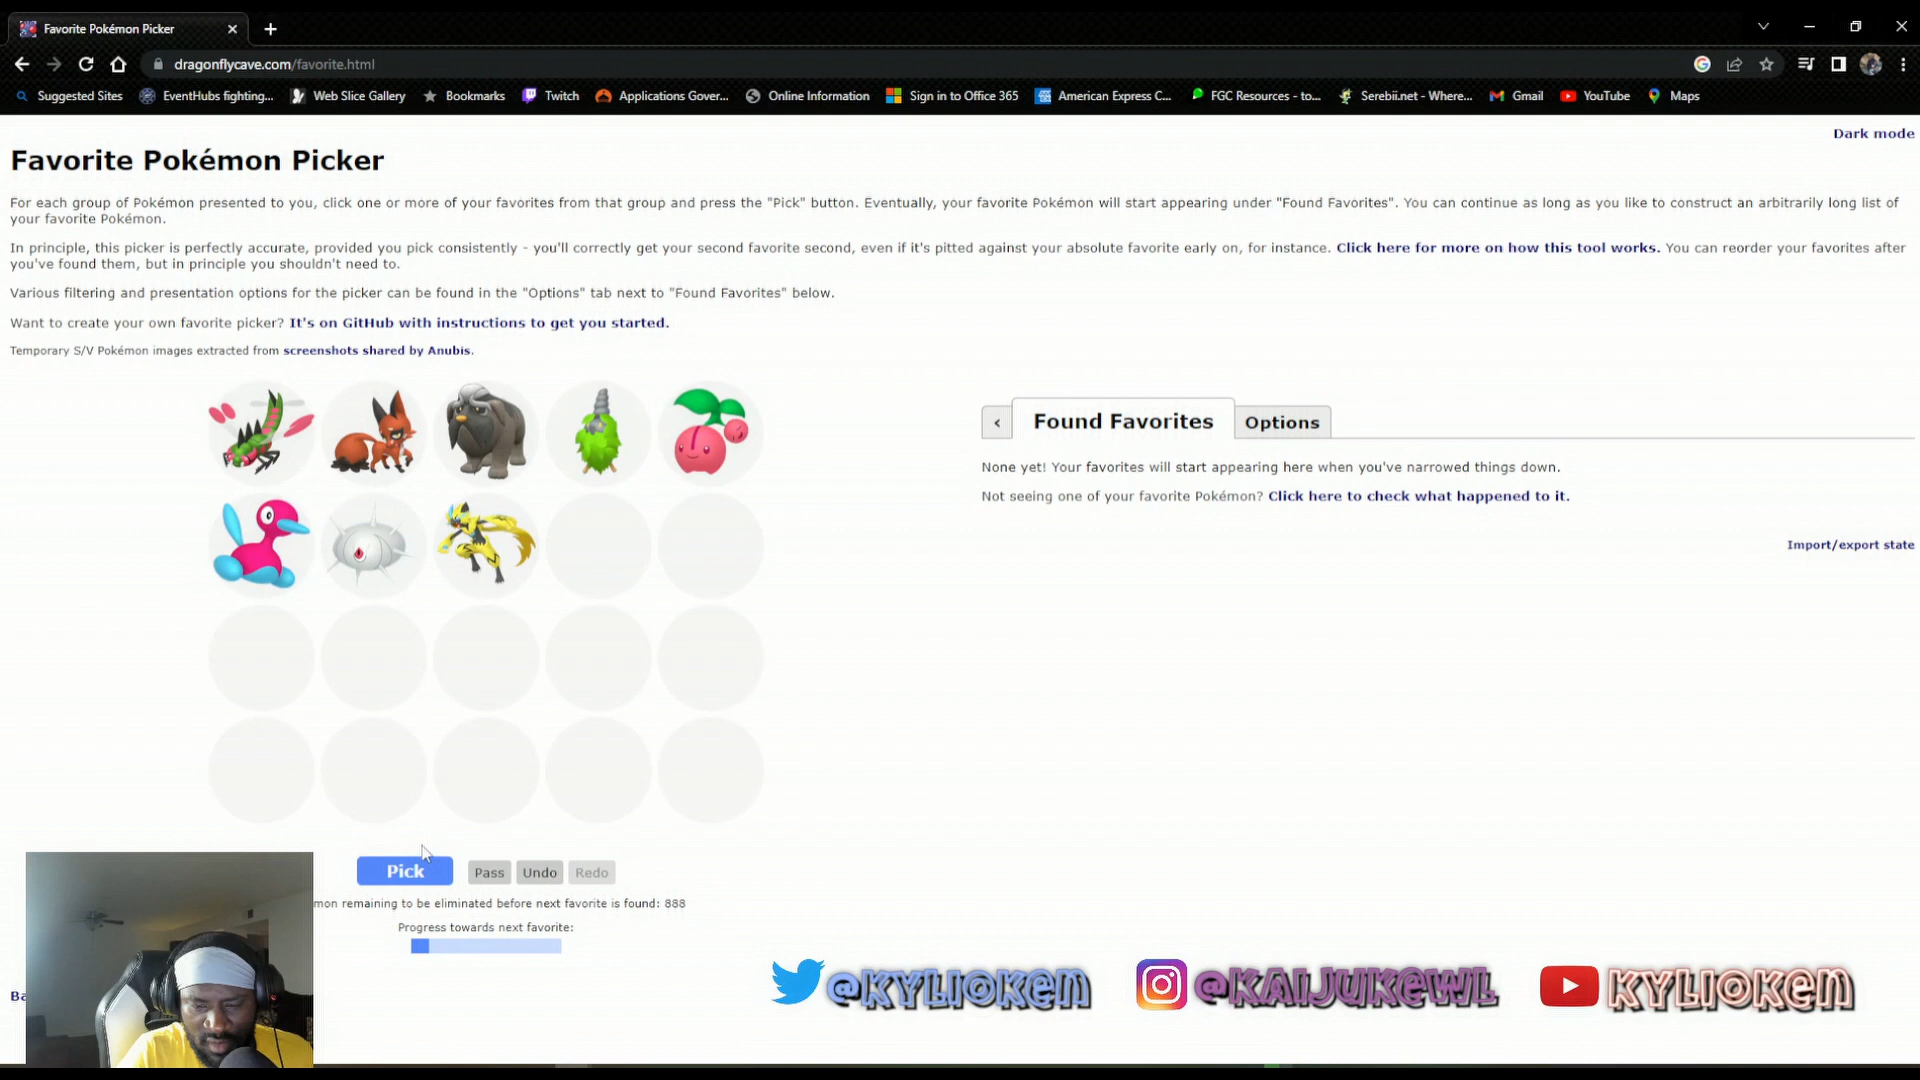 Favorite Pokémon Picker
dragonflycave.com/favorite.html
Suggested Sites EventHubs fighting... Web Slice Gallery Bookmarks Twitch Applications Gover... Online Information Sign in to Office 365 American Express C... FGC Resources - to... Serebii.net - Where... Gmail YouTube Maps
Dark mode
Favorite Pokémon Picker
For each group of Pokémon presented to you, click one or more of your favorites from that group and press the "Pick" button. Eventually, your favorite Pokémon will start appearing under "Found Favorites". You can continue as long as you like to construct an arbitrarily long list of
your favorite Pokémon.
In principle, this picker is perfectly accurate, provided you pick consistently - you'll correctly get your second favorite second, even if it's pitted against your absolute favorite early on, for instance. Click here for more on how this tool works. You can reorder your favorites after
you've found them, but in principle you shouldn't need to.
Various filtering and presentation options for the picker can be found in the "Options" tab next to "Found Favorites" below.
Want to create your own favorite picker? It's on GitHub with instructions to get you started.
Temporary S/V Pokémon images extracted from screenshots shared by Anubis.
‹ Found Favorites Options
None yet! Your favorites will start appearing here when you've narrowed things down.
Not seeing one of your favorite Pokémon? Click here to check what happened to it.
Import/export state
Pick Pass Undo Redo
mon remaining to be eliminated before next favorite is found: 888
Progress towards next favorite:
Ba
@KYLIOKEN @KAIJUKEWL KYLIOKEN